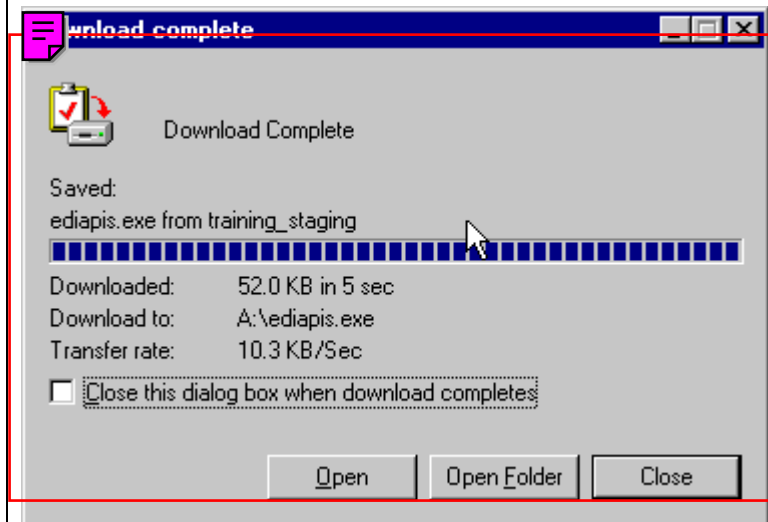 wnload complete
Download Complete
Saved:
ediapis.exe from training_staging
Downloaded: 52.0 KB in 5 sec
Download to: A:\ediapis.exe
Transfer rate: 10.3 KB/Sec
Close this dialog box when download completes
Open Open Folder Close